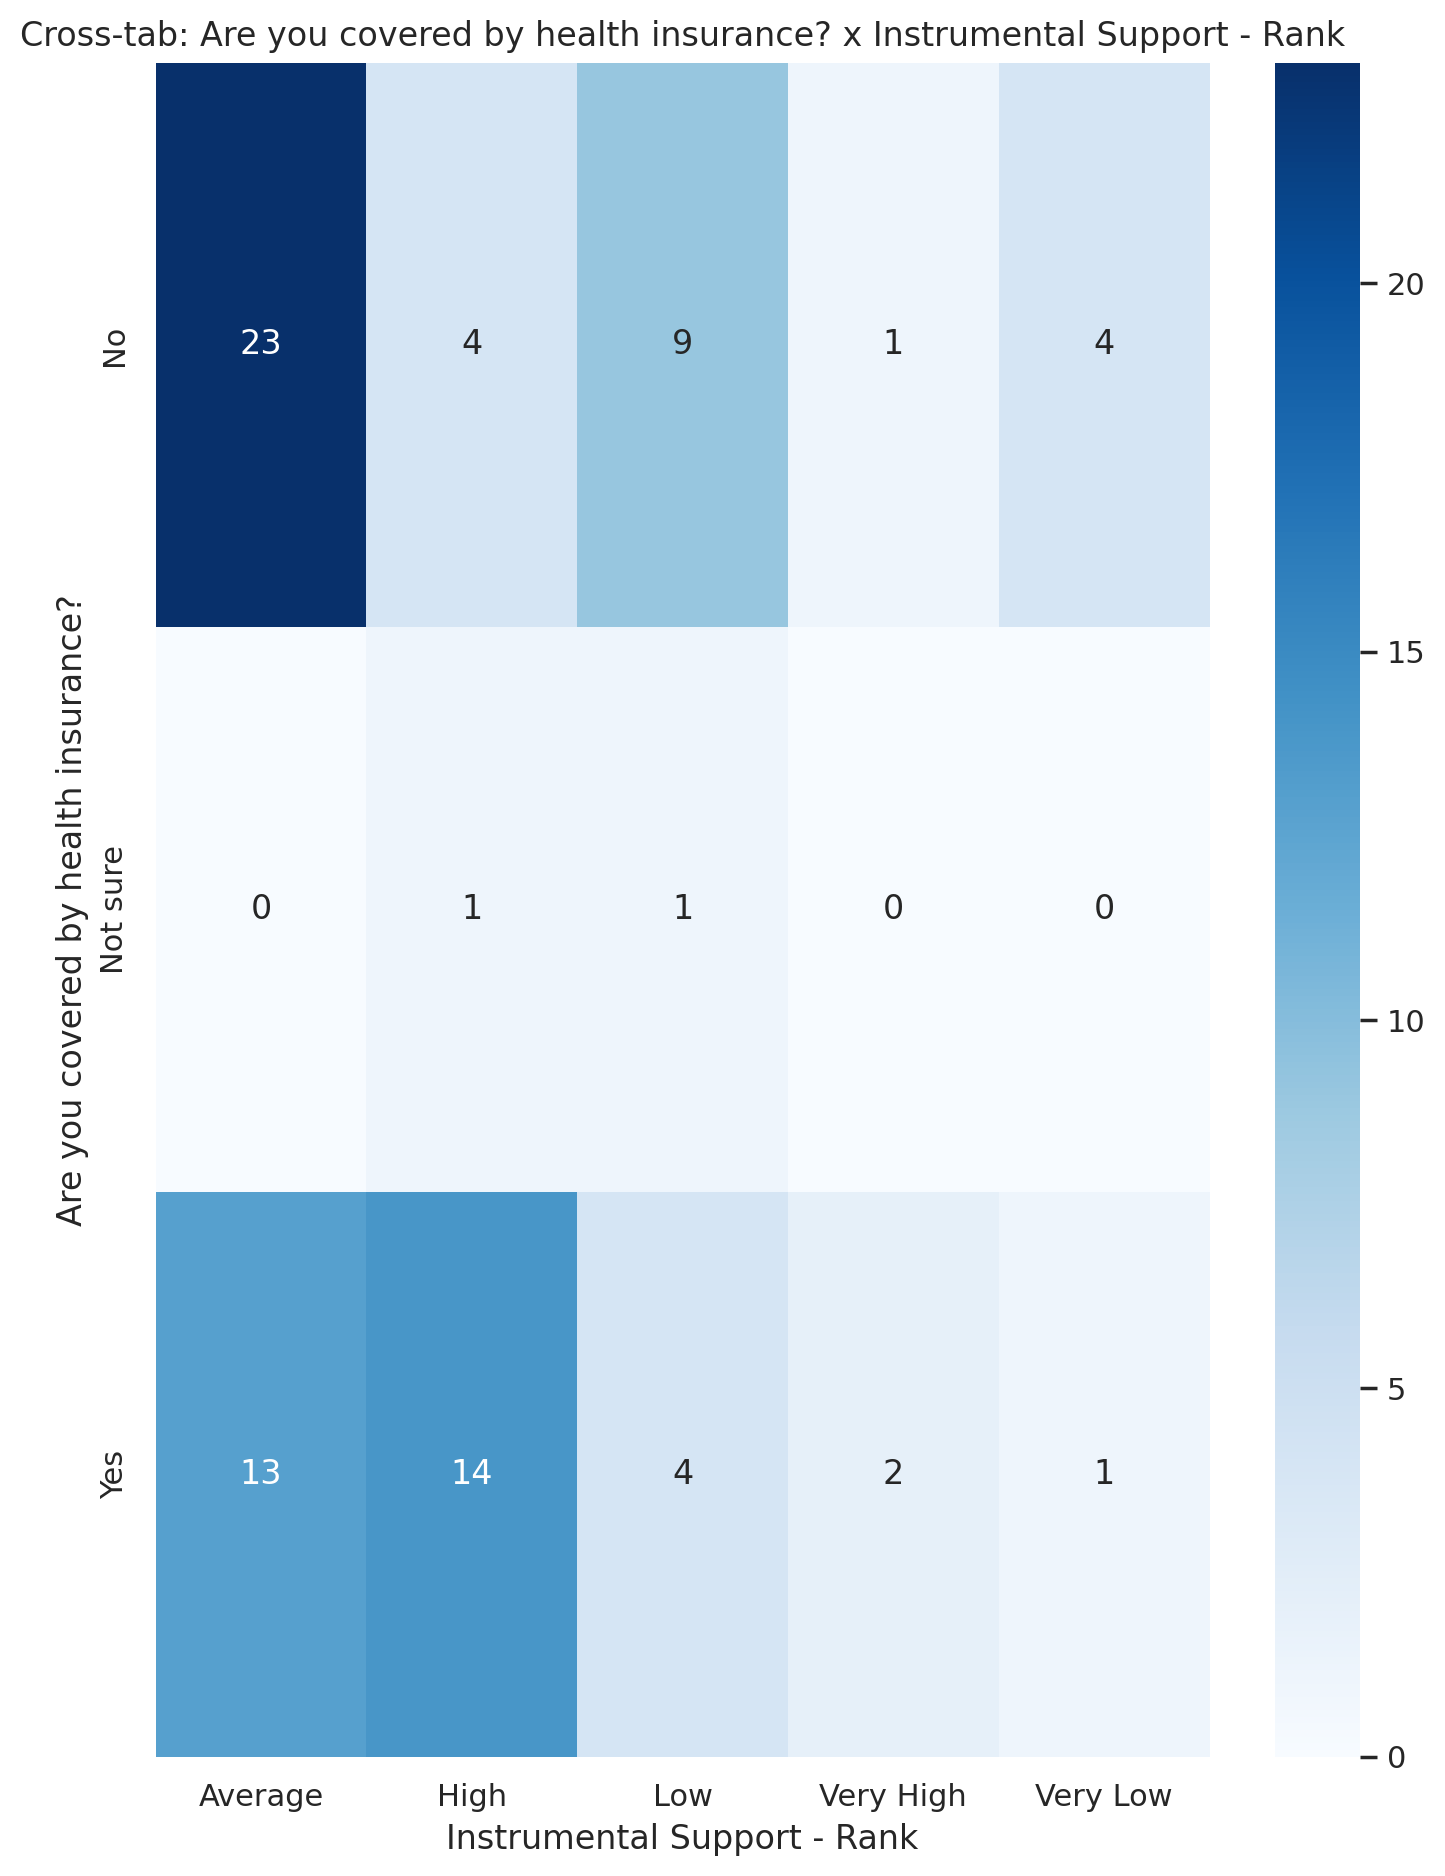 Cross-tab: Are you covered by health insurance? x Instrumental Support - Rank
Are you covered by health insurance?
No
23 4 9 1 4
Not sure
0 1 1 0 0
Yes
13 14 4 2 1
Average High Low Very High Very Low
Instrumental Support - Rank
20
15
10
5
0